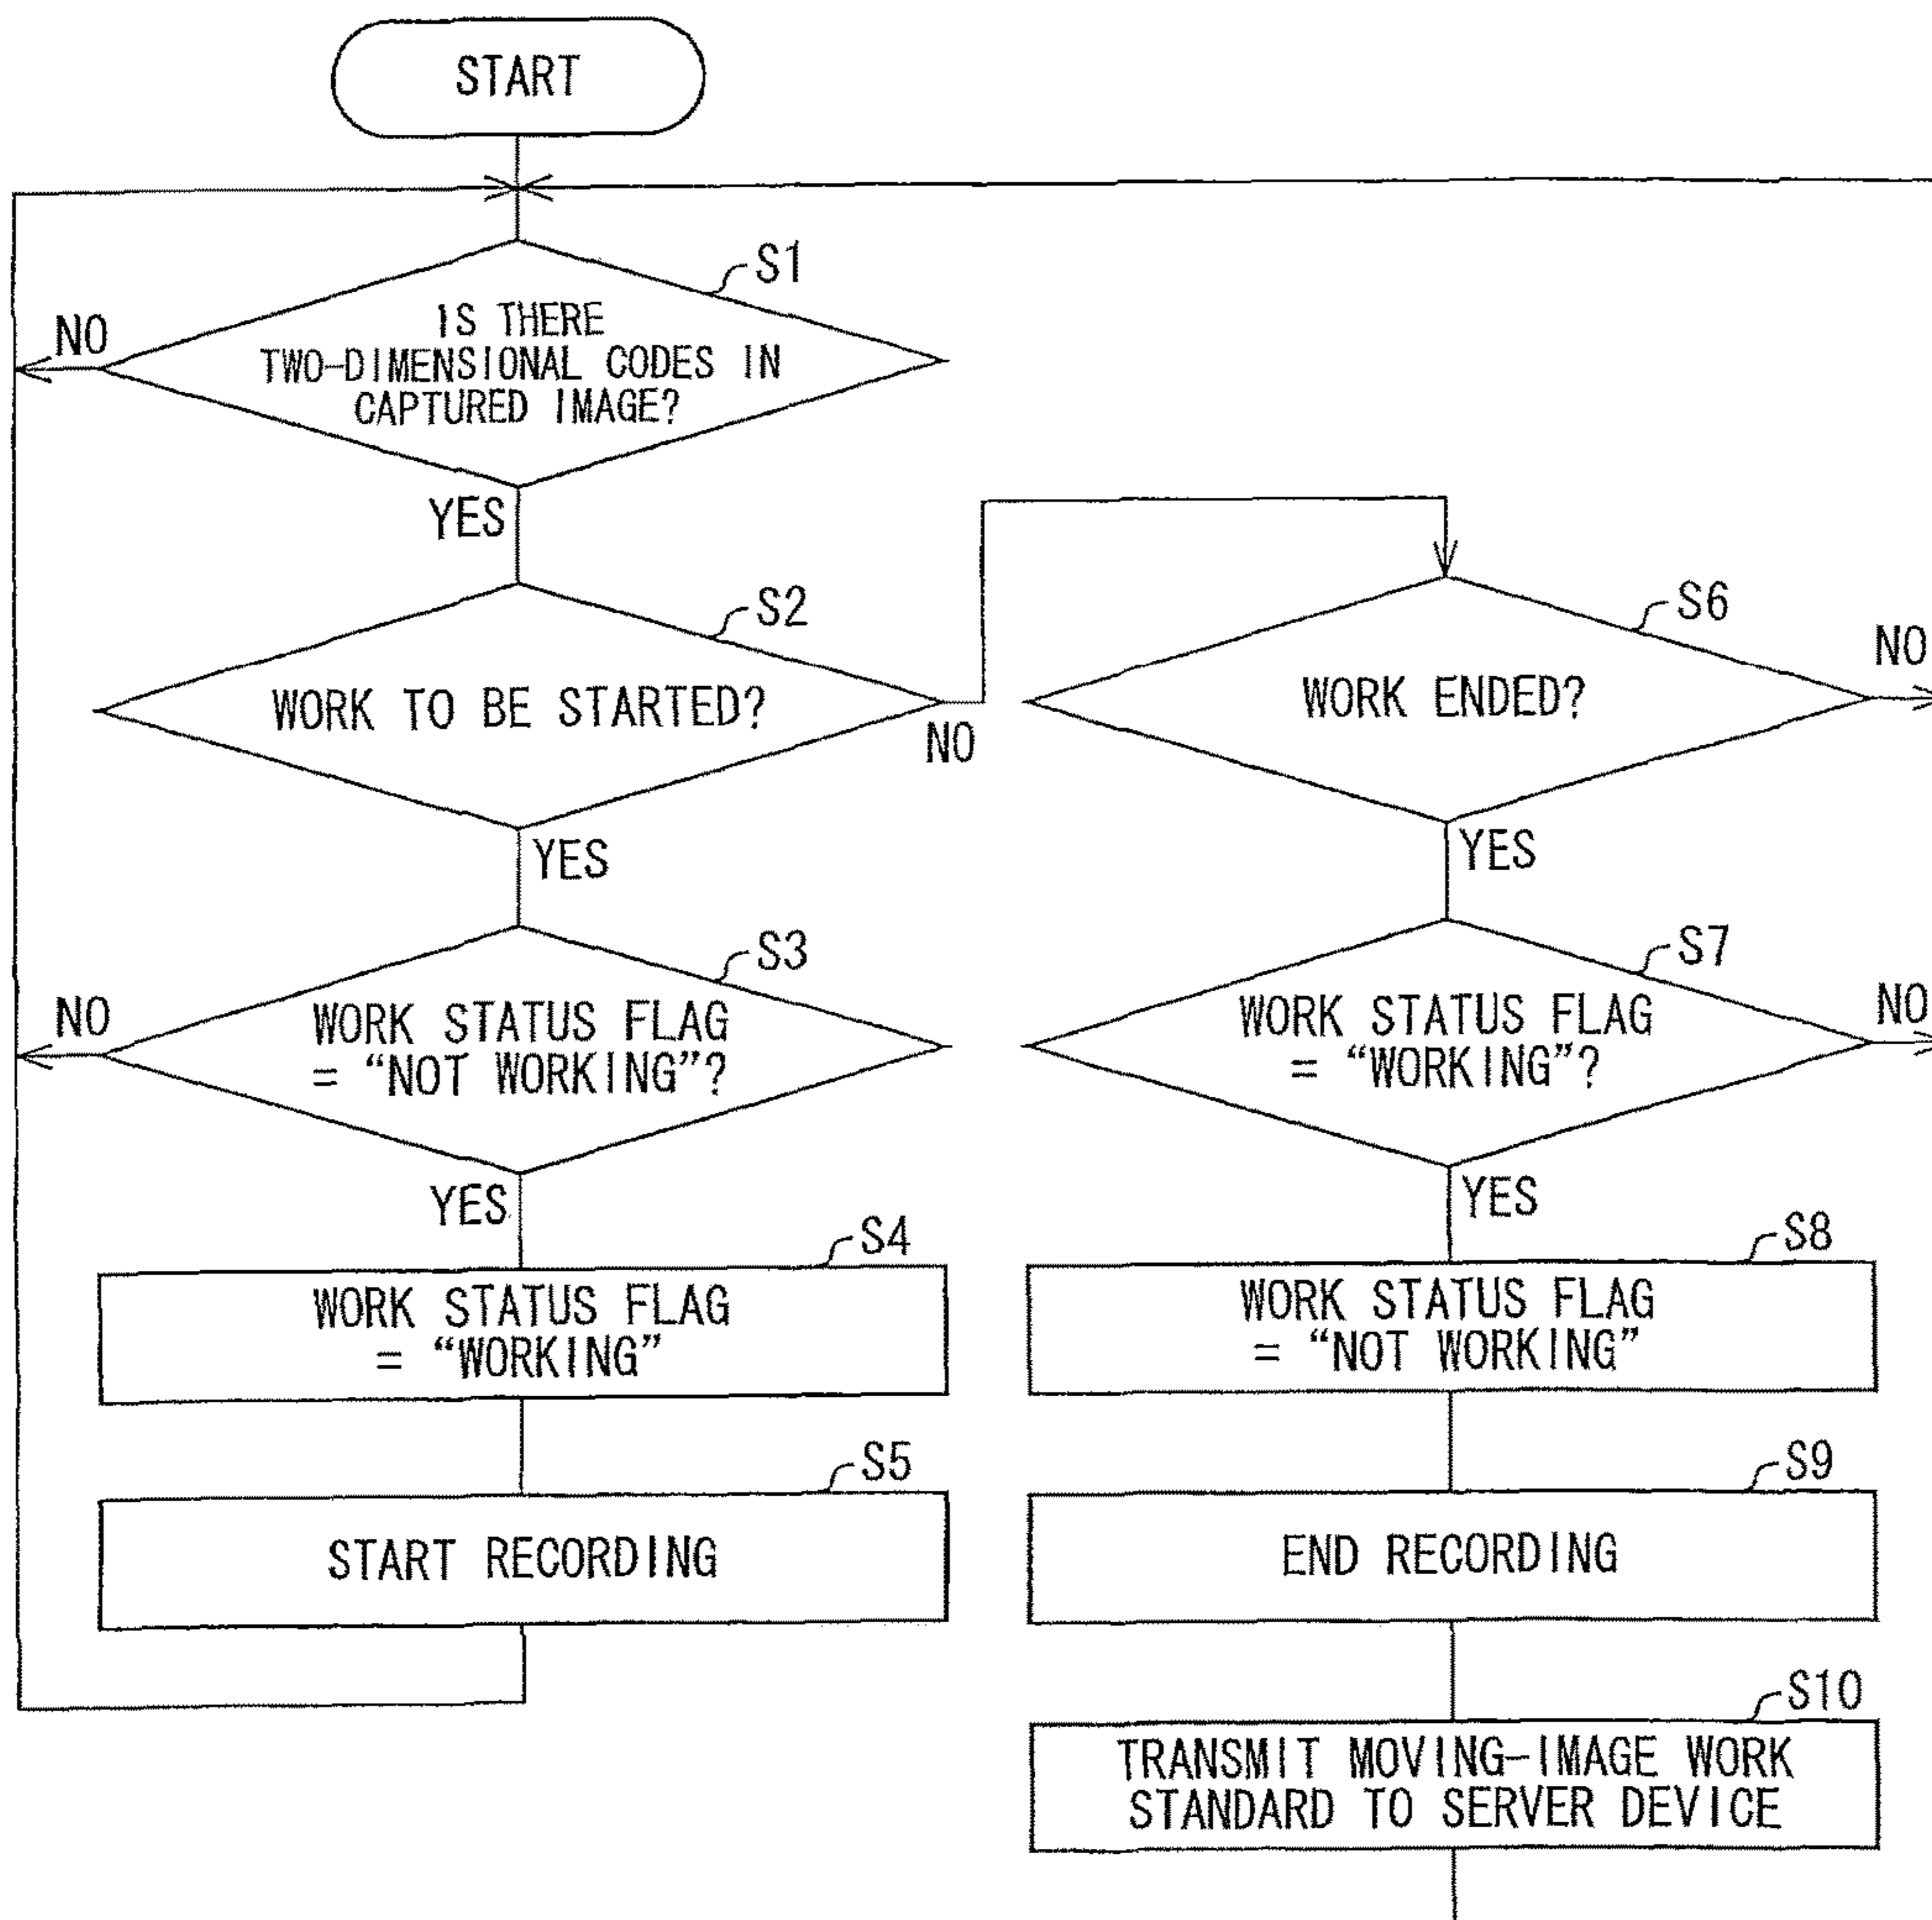 START
S1
NO
IS THERE
TWO-DIMENSIONAL CODES IN
CAPTURED IMAGE?
YES
S2
WORK TO BE STARTED?
NO
YES
S3
NO
WORK STATUS FLAG
= “NOT WORKING”?
YES
S4
WORK STATUS FLAG
= “WORKING”
S5
START RECORDING
S6
NO
WORK ENDED?
YES
S7
NO
WORK STATUS FLAG
= “WORKING”?
YES
S8
WORK STATUS FLAG
= “NOT WORKING”
S9
END RECORDING
S10
TRANSMIT MOVING-IMAGE WORK
STANDARD TO SERVER DEVICE